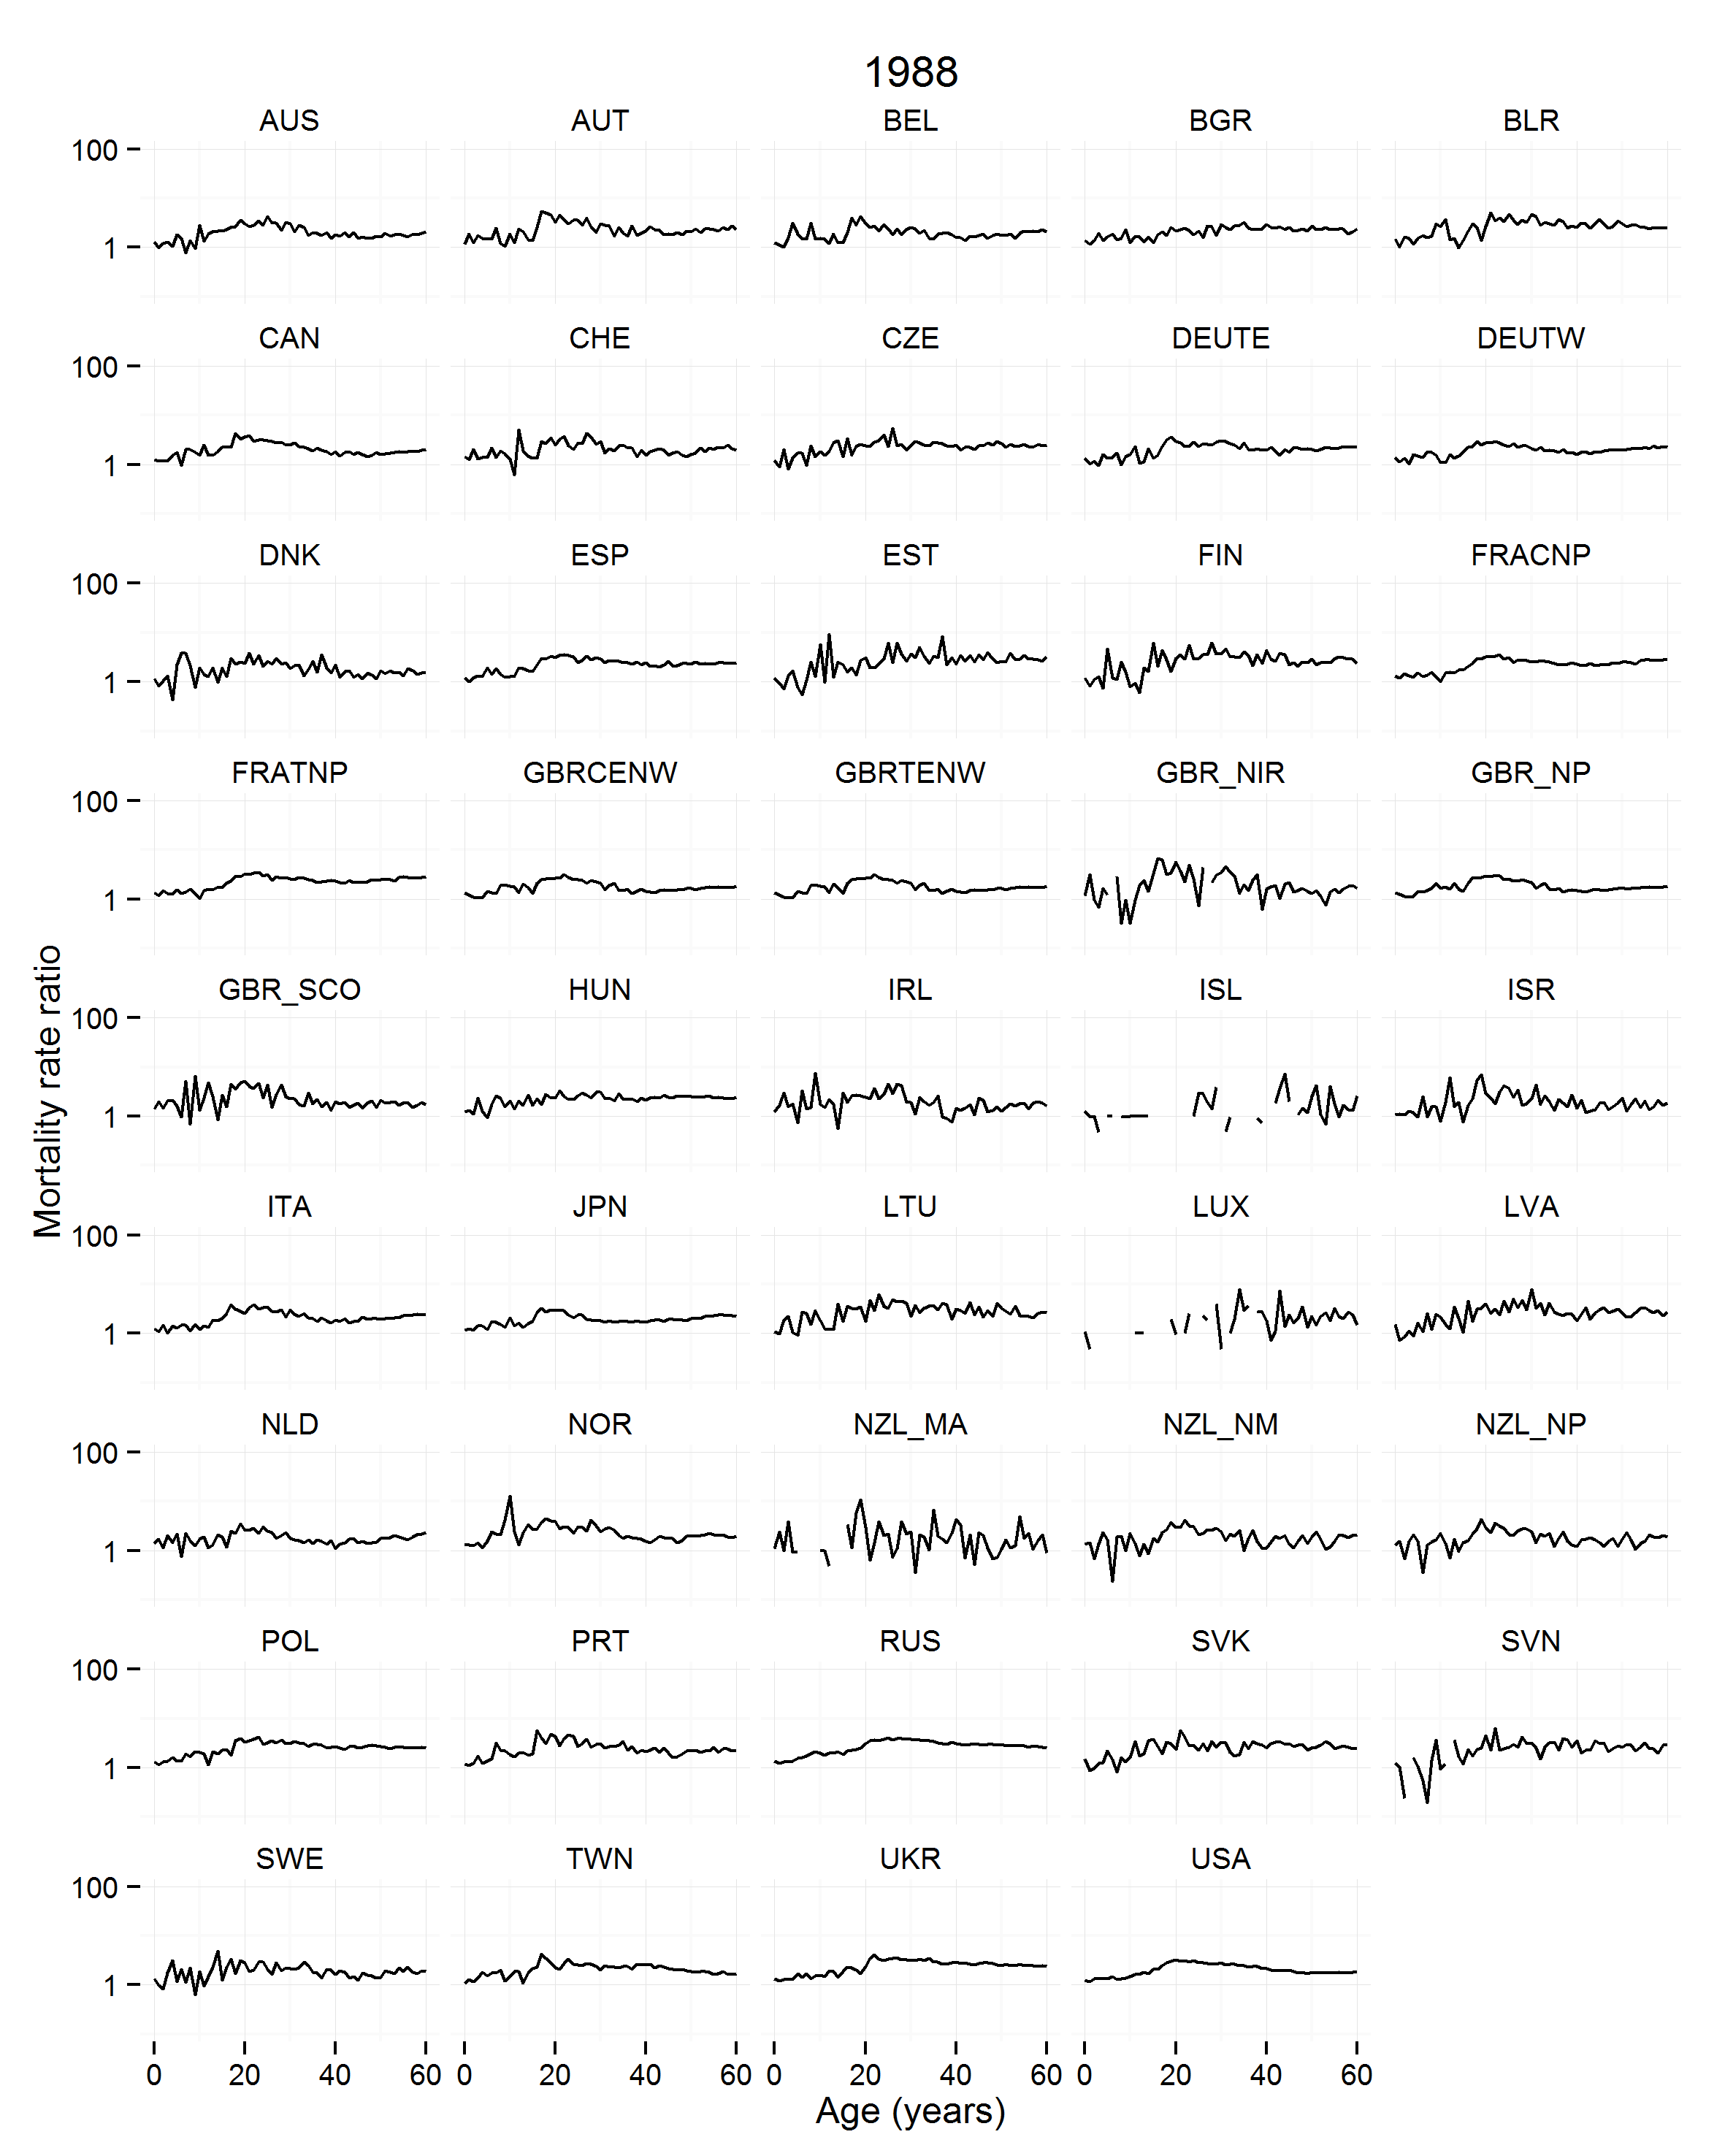 1988
AUS AUT BEL BGR BLR
100
1
CAN CHE CZE DEUTE DEUTW
100
1
DNK ESP EST FIN FRACNP
100
1
FRATNP GBRCENW GBRTENW GBR_NIR GBR_NP
100
1
Mortality rate ratio
GBR_SCO HUN IRL ISL ISR
100
1
ITA JPN LTU LUX LVA
100
1
NLD NOR NZL_MA NZL_NM NZL_NP
100
1
POL PRT RUS SVK SVN
100
1
SWE TWN UKR USA
100
1
0 20 40 60 0 20 40 60 0 20 40 60 0 20 40 60
Age (years)